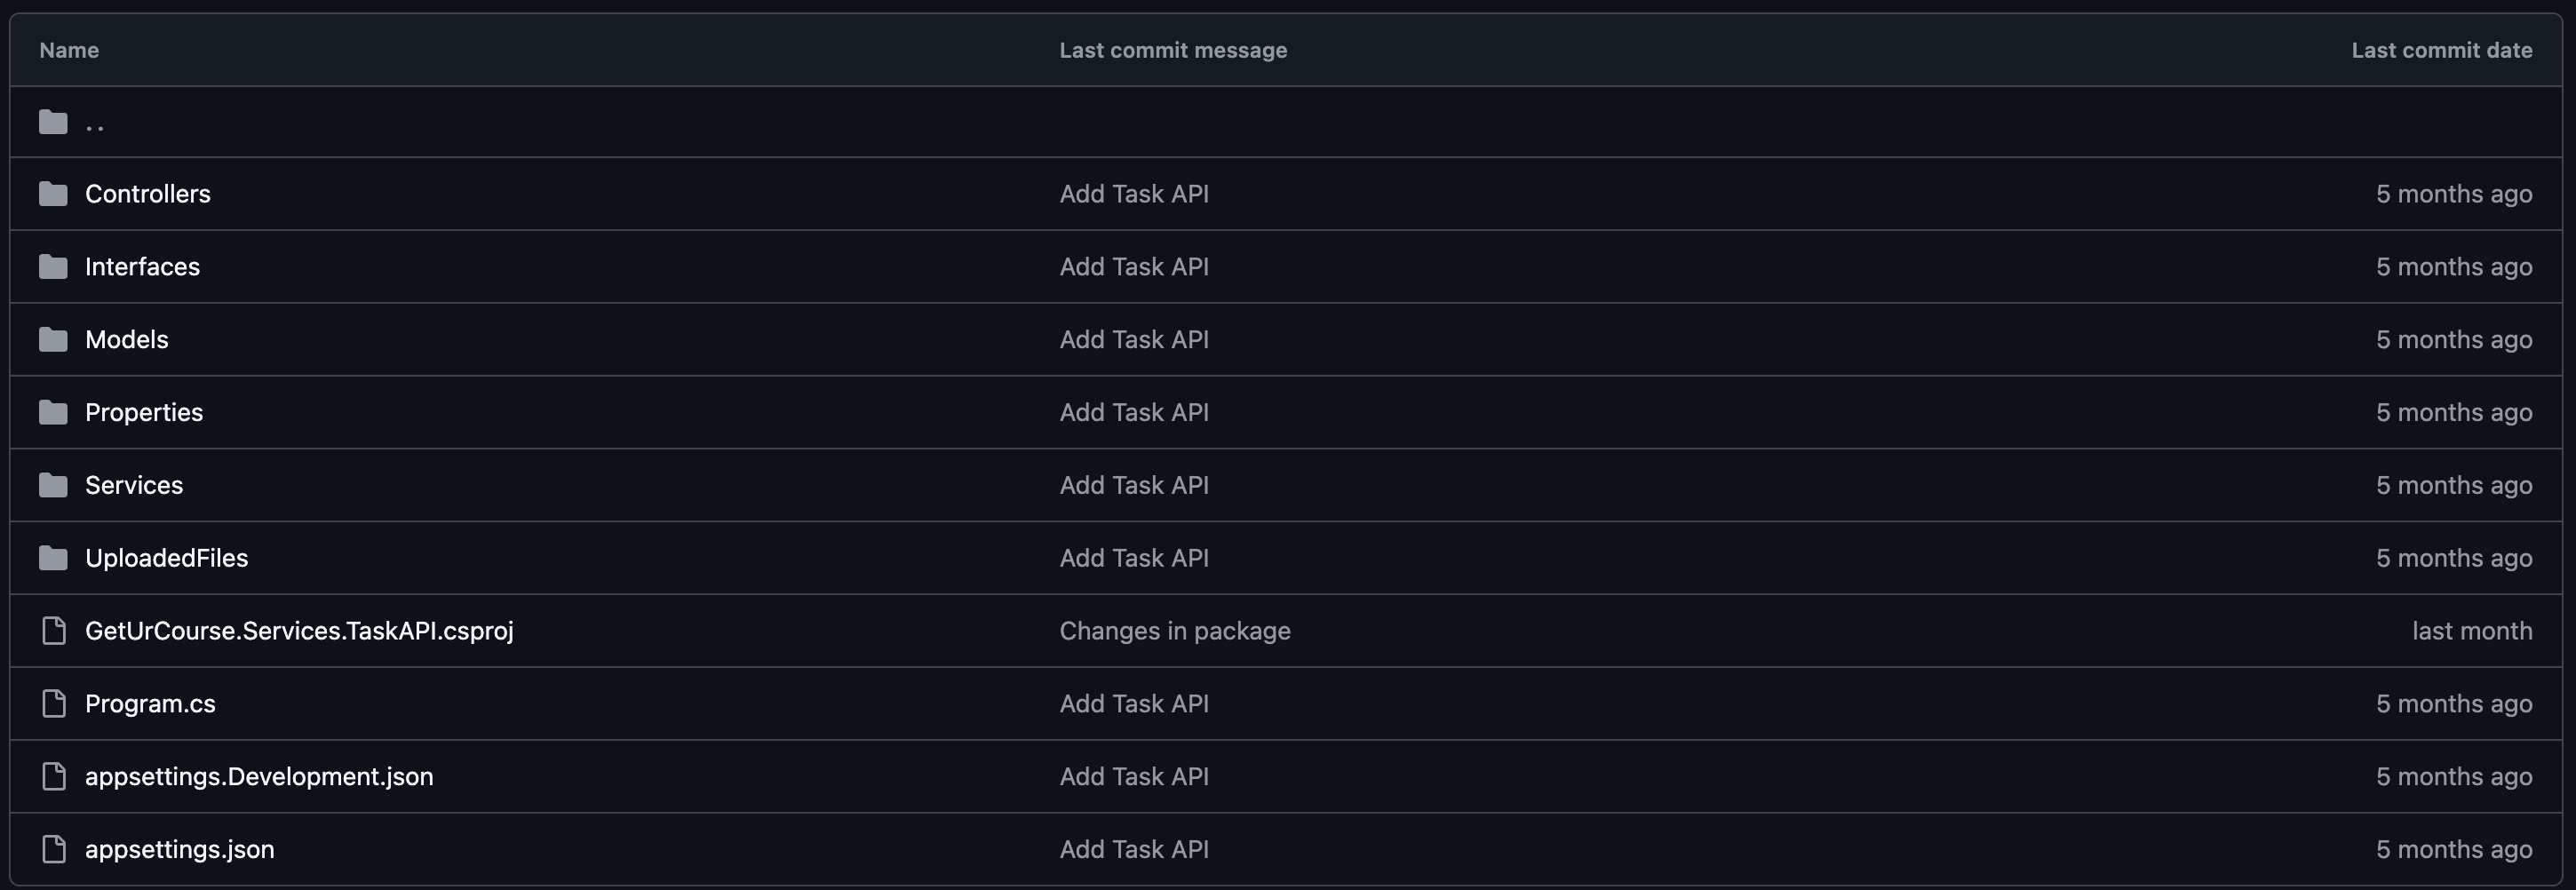 Name Last commit message Last commit date
..
Controllers Add Task API 5 months ago
Interfaces Add Task API 5 months ago
Models Add Task API 5 months ago
Properties Add Task API 5 months ago
Services Add Task API 5 months ago
UploadedFiles Add Task API 5 months ago
GetUrCourse.Services.TaskAPI.csproj Changes in package last month
Program.cs Add Task API 5 months ago
appsettings.Development.json Add Task API 5 months ago
appsettings.json Add Task API 5 months ago